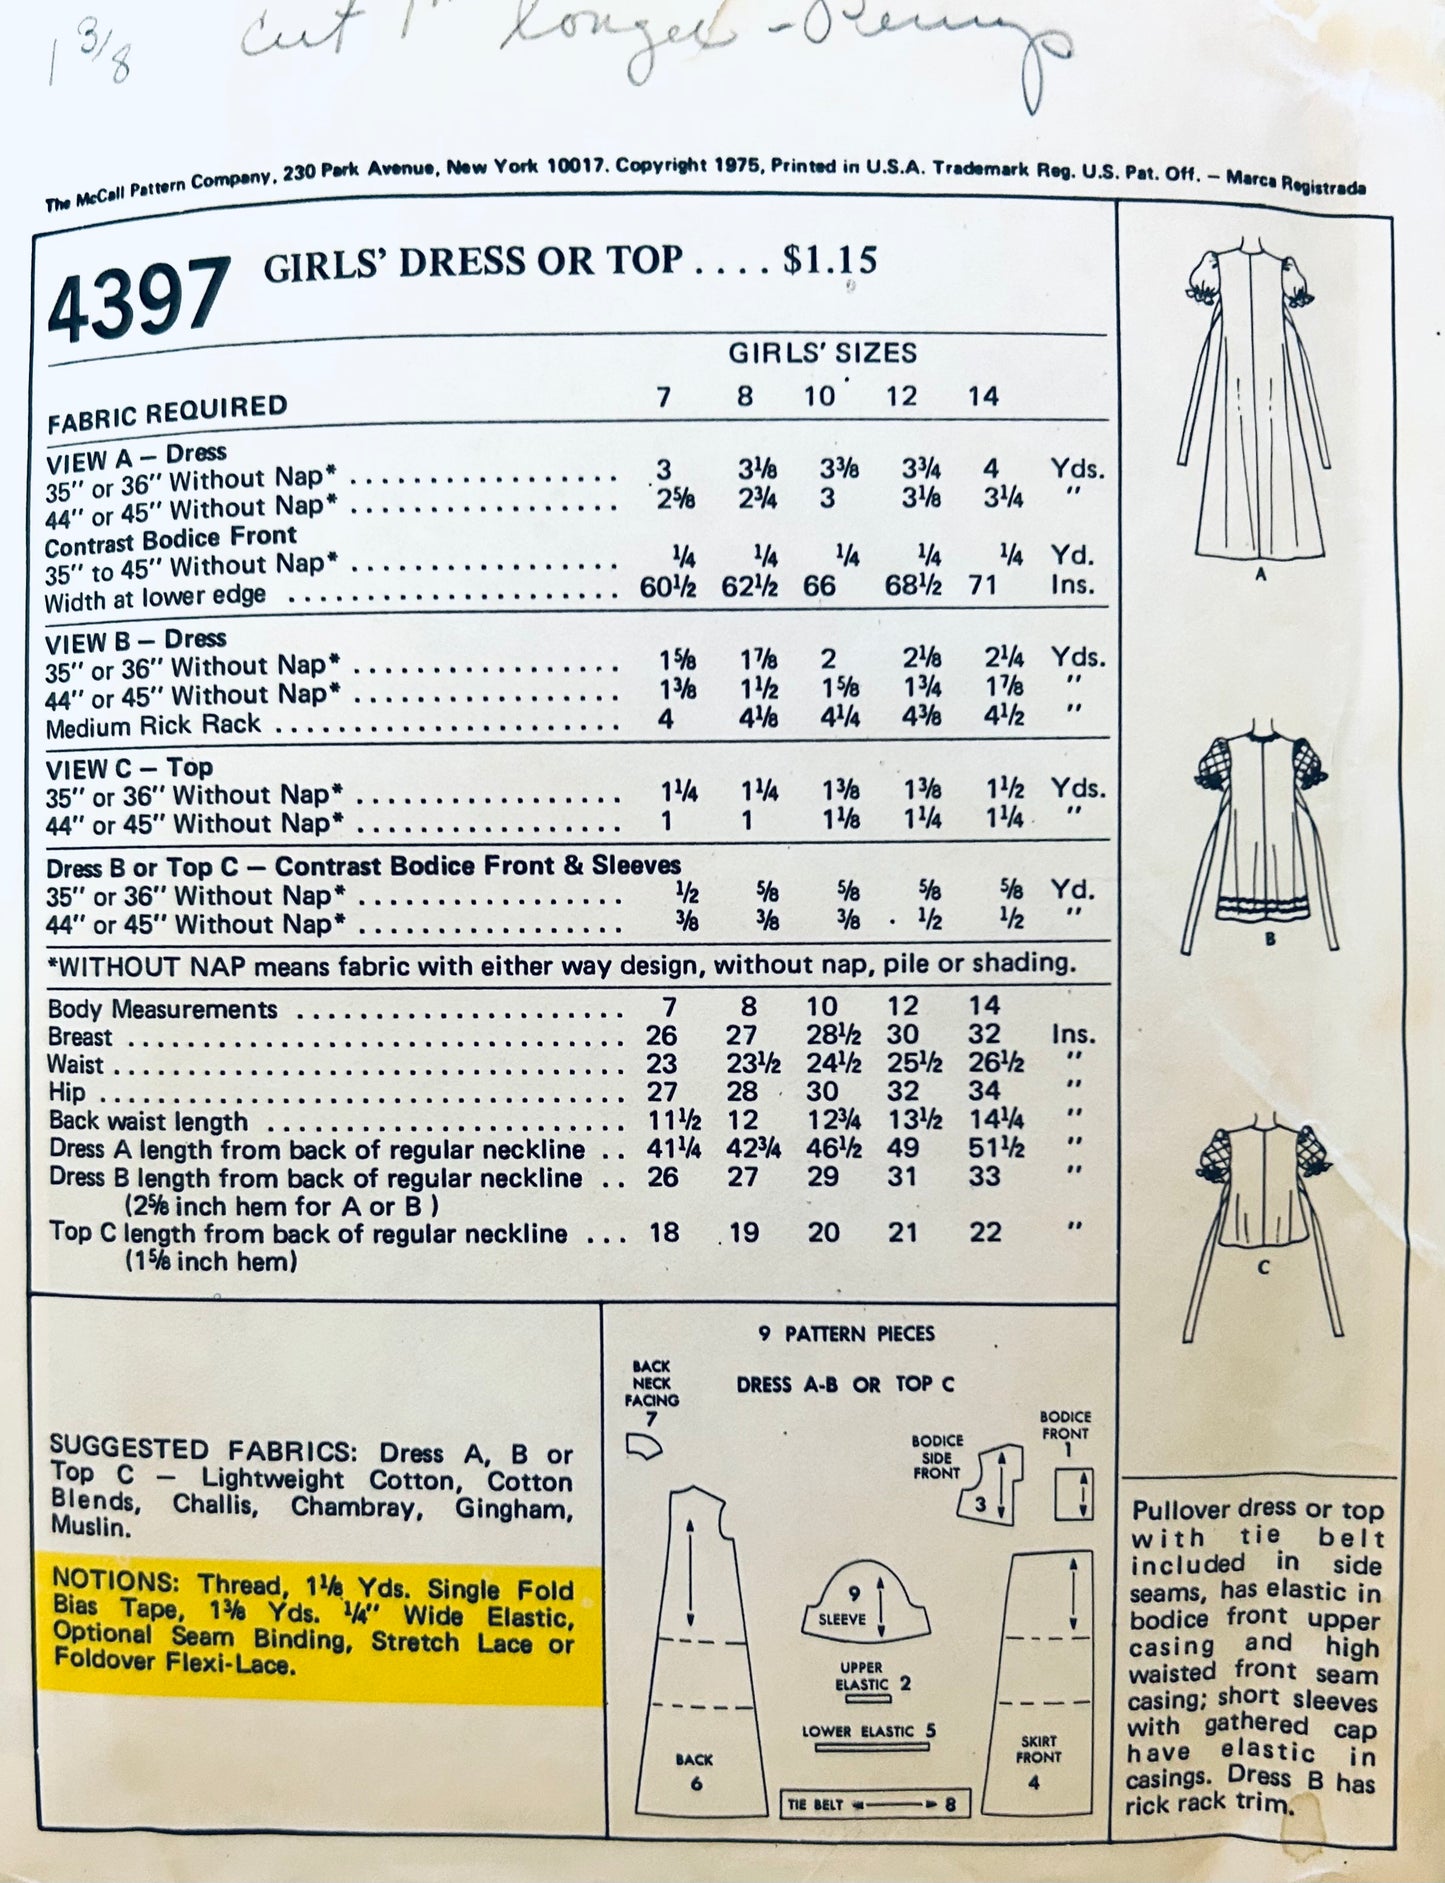 1 3/8 cut 1" longer -
The McCall Pattern Company, 230 Park Avenue, New York 10017. Copyright 1975, Printed in U.S.A. Trademark Reg. U.S. Pat. Off. — Marca Registrada
4397 GIRLS' DRESS OR TOP .... $1.15
GIRLS' SIZES
FABRIC REQUIRED 7 8 10 12 14
VIEW A — Dress
35" or 36" Without Nap* .................. 3 3⅛ 3⅜ 3¾ 4 Yds.
44" or 45" Without Nap* .................. 2⅝ 2¾ 3 3⅛ 3¼ "
Contrast Bodice Front
35" to 45" Without Nap* .................. ¼ ¼ ¼ ¼ ¼ Yd.
Width at lower edge ...................... 60½ 62½ 66 68½ 71 Ins.
VIEW B — Dress
35" or 36" Without Nap* .................. 1⅝ 1⅞ 2 2⅛ 2¼ Yds.
44" or 45" Without Nap* .................. 1⅜ 1½ 1⅝ 1¾ 1⅞ "
Medium Rick Rack ....................... 4 4⅛ 4¼ 4⅜ 4½ "
VIEW C — Top
35" or 36" Without Nap* .................. 1¼ 1¼ 1⅜ 1⅜ 1½ Yds.
44" or 45" Without Nap* .................. 1 1 1⅛ 1¼ 1¼ "
Dress B or Top C — Contrast Bodice Front & Sleeves
35" or 36" Without Nap* .................. ½ ⅝ ⅝ ⅝ ⅝ Yd.
44" or 45" Without Nap* .................. ⅜ ⅜ ⅜ ½ ½ "
*WITHOUT NAP means fabric with either way design, without nap, pile or shading.
Body Measurements ...................... 7 8 10 12 14
Breast ................................. 26 27 28½ 30 32 Ins.
Waist .................................. 23 23½ 24½ 25½ 26½ "
Hip .................................... 27 28 30 32 34 "
Back waist length ........................ 11½ 12 12¾ 13½ 14¼ "
Dress A length from back of regular neckline .. 41¼ 42¾ 46½ 49 51½ "
Dress B length from back of regular neckline .. 26 27 29 31 33 "
(2⅝ inch hem for A or B )
Top C length from back of regular neckline ... 18 19 20 21 22 "
(1⅝ inch hem)
A
B
C
SUGGESTED FABRICS: Dress A, B or
Top C — Lightweight Cotton, Cotton
Blends, Challis, Chambray, Gingham,
Muslin.
NOTIONS: Thread, 1⅛ Yds. Single Fold
Bias Tape, 1⅜ Yds. ¼" Wide Elastic,
Optional Seam Binding, Stretch Lace or
Foldover Flexi-Lace.
9 PATTERN PIECES
DRESS A-B OR TOP C
BACK
NECK
FACING
7
BODICE
SIDE
FRONT
3
BODICE
FRONT
1
9
SLEEVE
UPPER
ELASTIC 2
LOWER ELASTIC 5
BACK
6
SKIRT
FRONT
4
TIE BELT 8
Pullover dress or top
with tie belt
included in side
seams, has elastic in
bodice front upper
casing and high
waisted front seam
casing; short sleeves
with gathered cap
have elastic in
casings. Dress B has
rick rack trim.